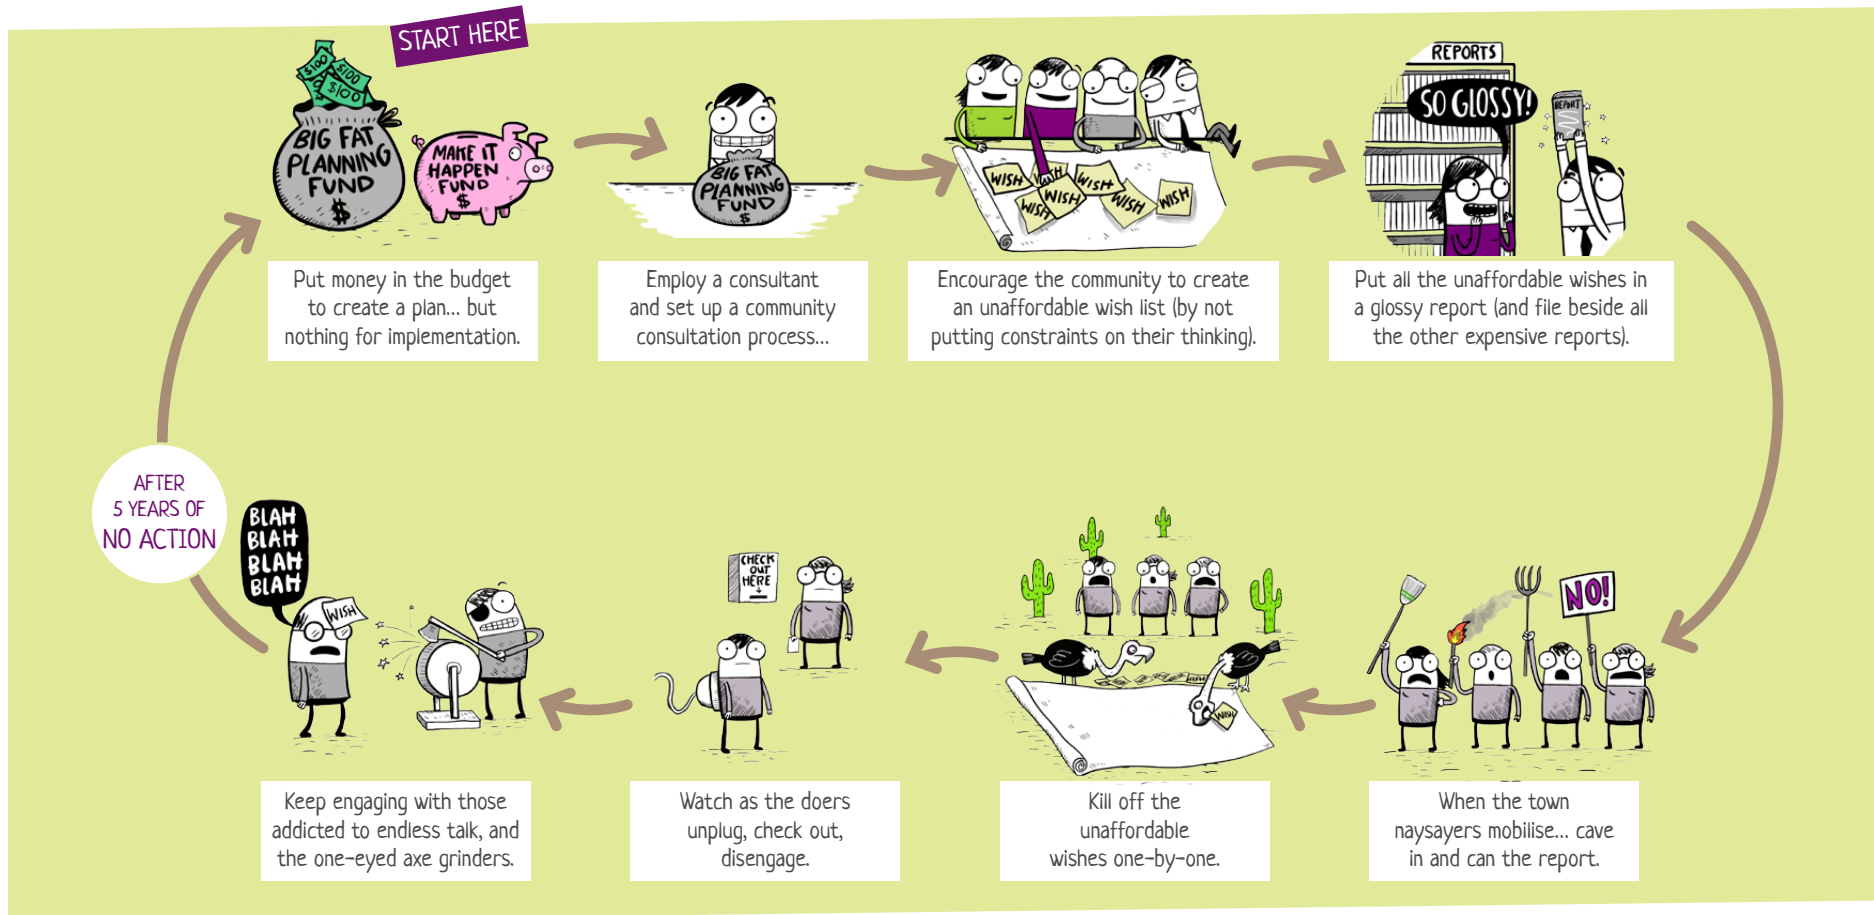 START HERE
$100
$100
$100
BIG FAT
PLANNING
FUND
$
MAKE IT
HAPPEN
FUND
$
Put money in the budget
to create a plan... but
nothing for implementation.
BIG FAT
PLANNING
FUND
$
Employ a consultant
and set up a community
consultation process...
WISH
WISH
WISH
WISH
WISH
WISH
WISH
Encourage the community to create
an unaffordable wish list (by not
putting constraints on their thinking).
REPORTS
SO GLOSSY!
REPORT
Put all the unaffordable wishes in
a glossy report (and file beside all
the other expensive reports).
NO!
When the town
naysayers mobilise... cave
in and can the report.
WISH
Kill off the
unaffordable
wishes one-by-one.
CHECK
OUT
HERE
Watch as the doers
unplug, check out,
disengage.
BLAH
BLAH
BLAH
BLAH
WISH
Keep engaging with those
addicted to endless talk, and
the one-eyed axe grinders.
AFTER
5 YEARS OF
NO ACTION